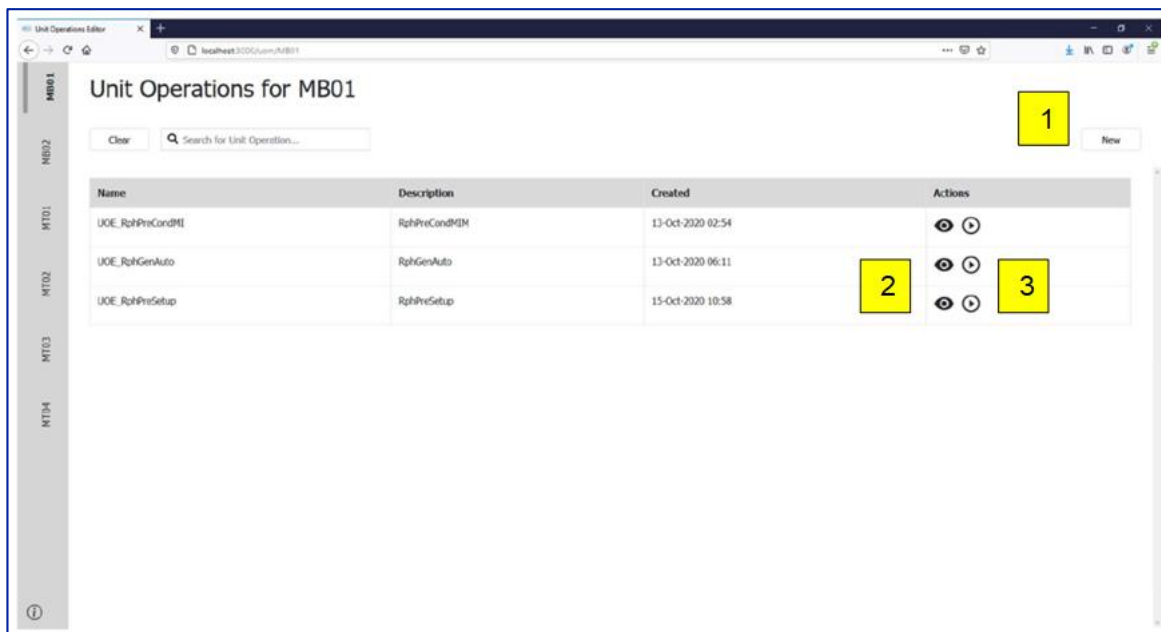 Unit Operations Editor
localhost:3000/uom/MB01
MB01
MB02
MT01
MT02
MT03
MT04
Unit Operations for MB01
Clear
Search for Unit Operation...
1
New
Name Description Created Actions
UOE_RphPreCondMI RphPreCondMIM 13-Oct-2020 02:54
UOE_RphGenAuto RphGenAuto 13-Oct-2020 06:11
UOE_RphPreSetup RphPreSetup 15-Oct-2020 10:58
2
3